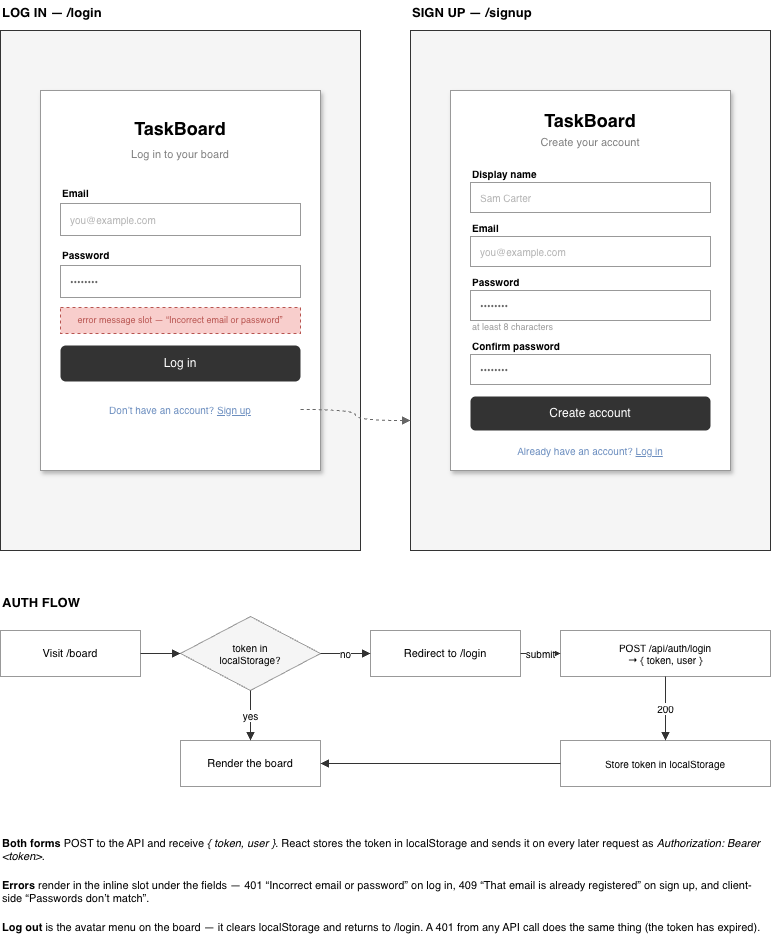 LOG IN — /login
TaskBoard
Log in to your board
Email
you@example.com
Password
••••••••
error message slot — “Incorrect email or password”
Log in
Don’t have an account? Sign up
SIGN UP — /signup
TaskBoard
Create your account
Display name
Sam Carter
Email
you@example.com
Password
••••••••
at least 8 characters
Confirm password
••••••••
Create account
Already have an account? Log in
AUTH FLOW
Visit /board
token in
localStorage?
no
Redirect to /login
submit
POST /api/auth/login
→ { token, user }
yes
200
Render the board
Store token in localStorage
Both forms POST to the API and receive { token, user }. React stores the token in localStorage and sends it on every later request as Authorization: Bearer
<token>.
Errors render in the inline slot under the fields — 401 “Incorrect email or password” on log in, 409 “That email is already registered” on sign up, and client-
side “Passwords don’t match”.
Log out is the avatar menu on the board — it clears localStorage and returns to /login. A 401 from any API call does the same thing (the token has expired).